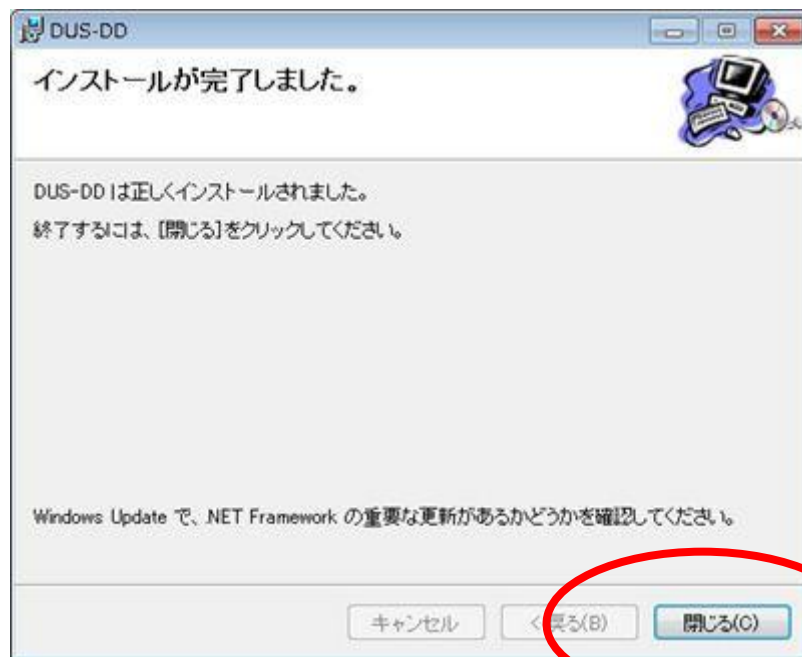 DUS-DD
インストールが完了しました。
DUS-DD は正しくインストールされました。
終了するには、[閉じる]をクリックしてください。
Windows Update で、.NET Framework の重要な更新があるかどうかを確認してください。
キャンセル
< 戻る(B)
閉じる(C)